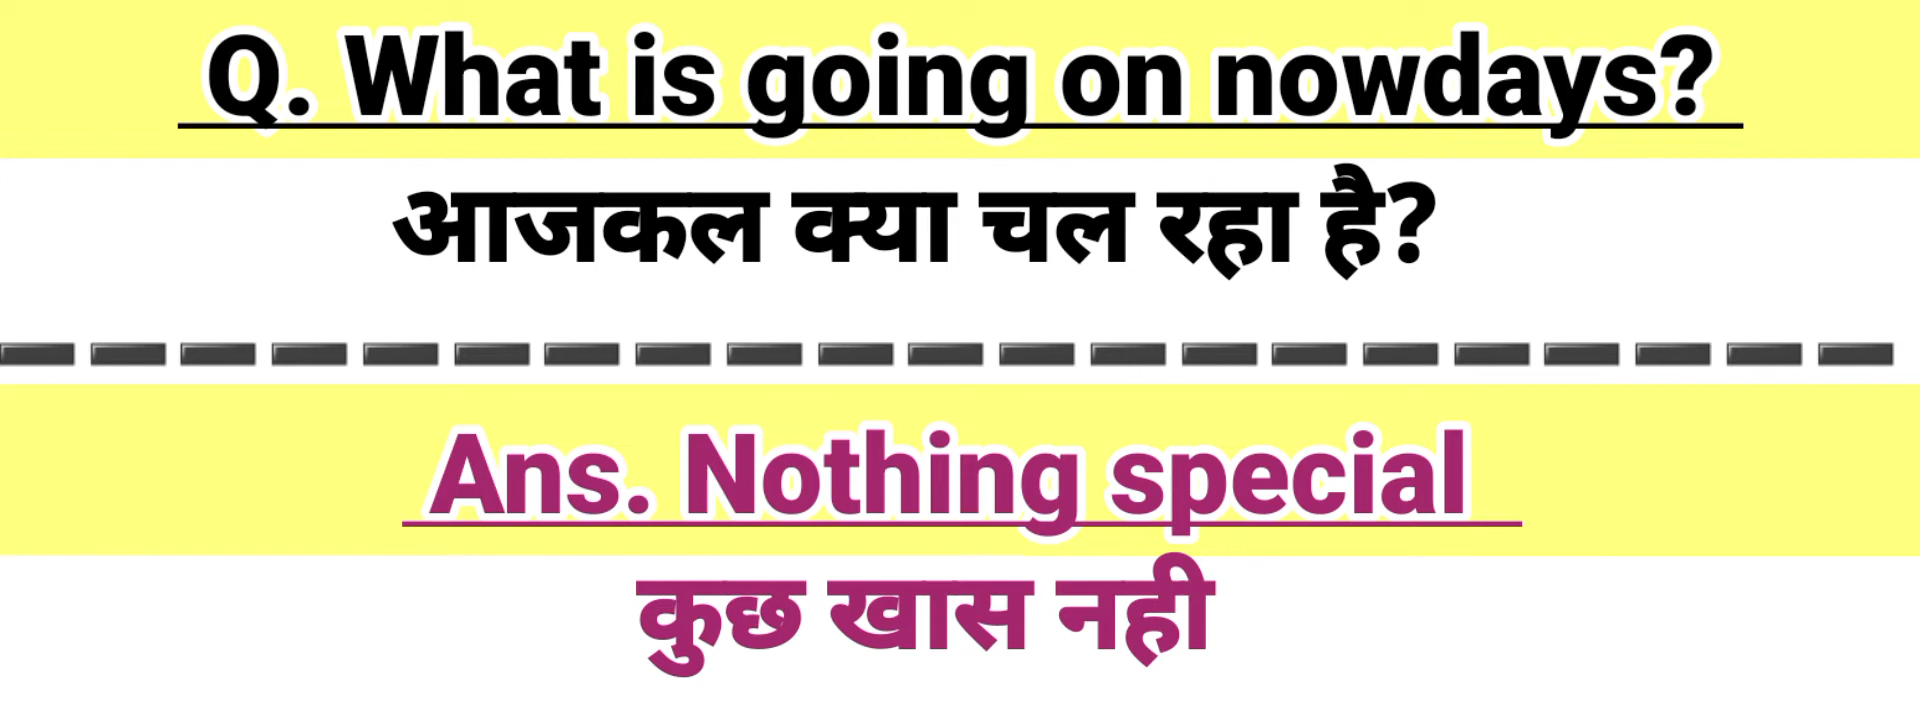 Q. What is going on nowdays?
आजकल क्या चल रहा है?
Ans. Nothing special
कुछ खास नही